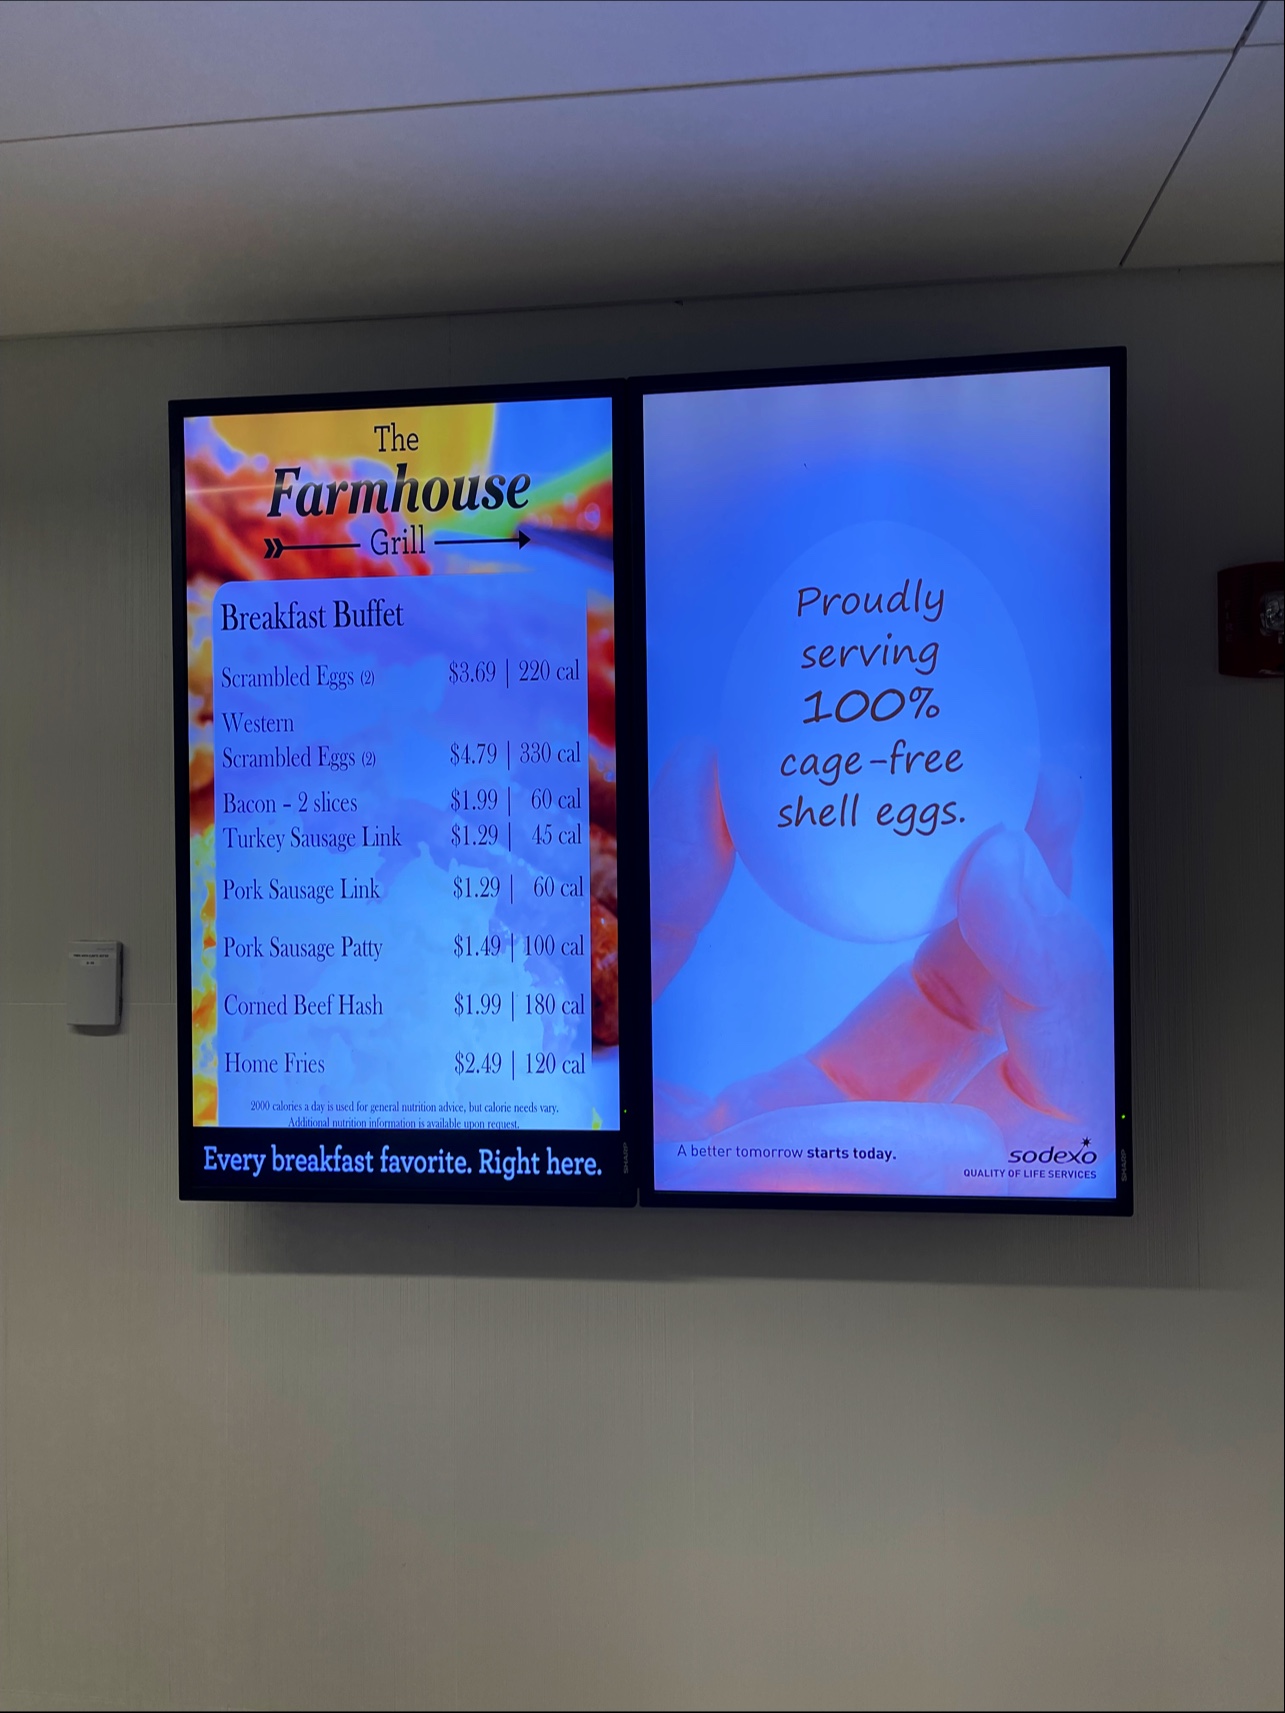 The
Farmhouse
Grill
Breakfast Buffet
Scrambled Eggs (2) $3.69 | 220 cal
Western
Scrambled Eggs (2) $4.79 | 330 cal
Bacon - 2 slices $1.99 | 60 cal
Turkey Sausage Link $1.29 | 45 cal
Pork Sausage Link $1.29 | 60 cal
Pork Sausage Patty $1.49 | 100 cal
Corned Beef Hash $1.99 | 180 cal
Home Fries $2.49 | 120 cal
2000 calories a day is used for general nutrition advice, but calorie needs vary.
Additional nutrition information is available upon request.
Every breakfast favorite. Right here.
SHARP
Proudly
serving
100%
cage-free
shell eggs.
A better tomorrow starts today.
sodexo
QUALITY OF LIFE SERVICES
SHARP